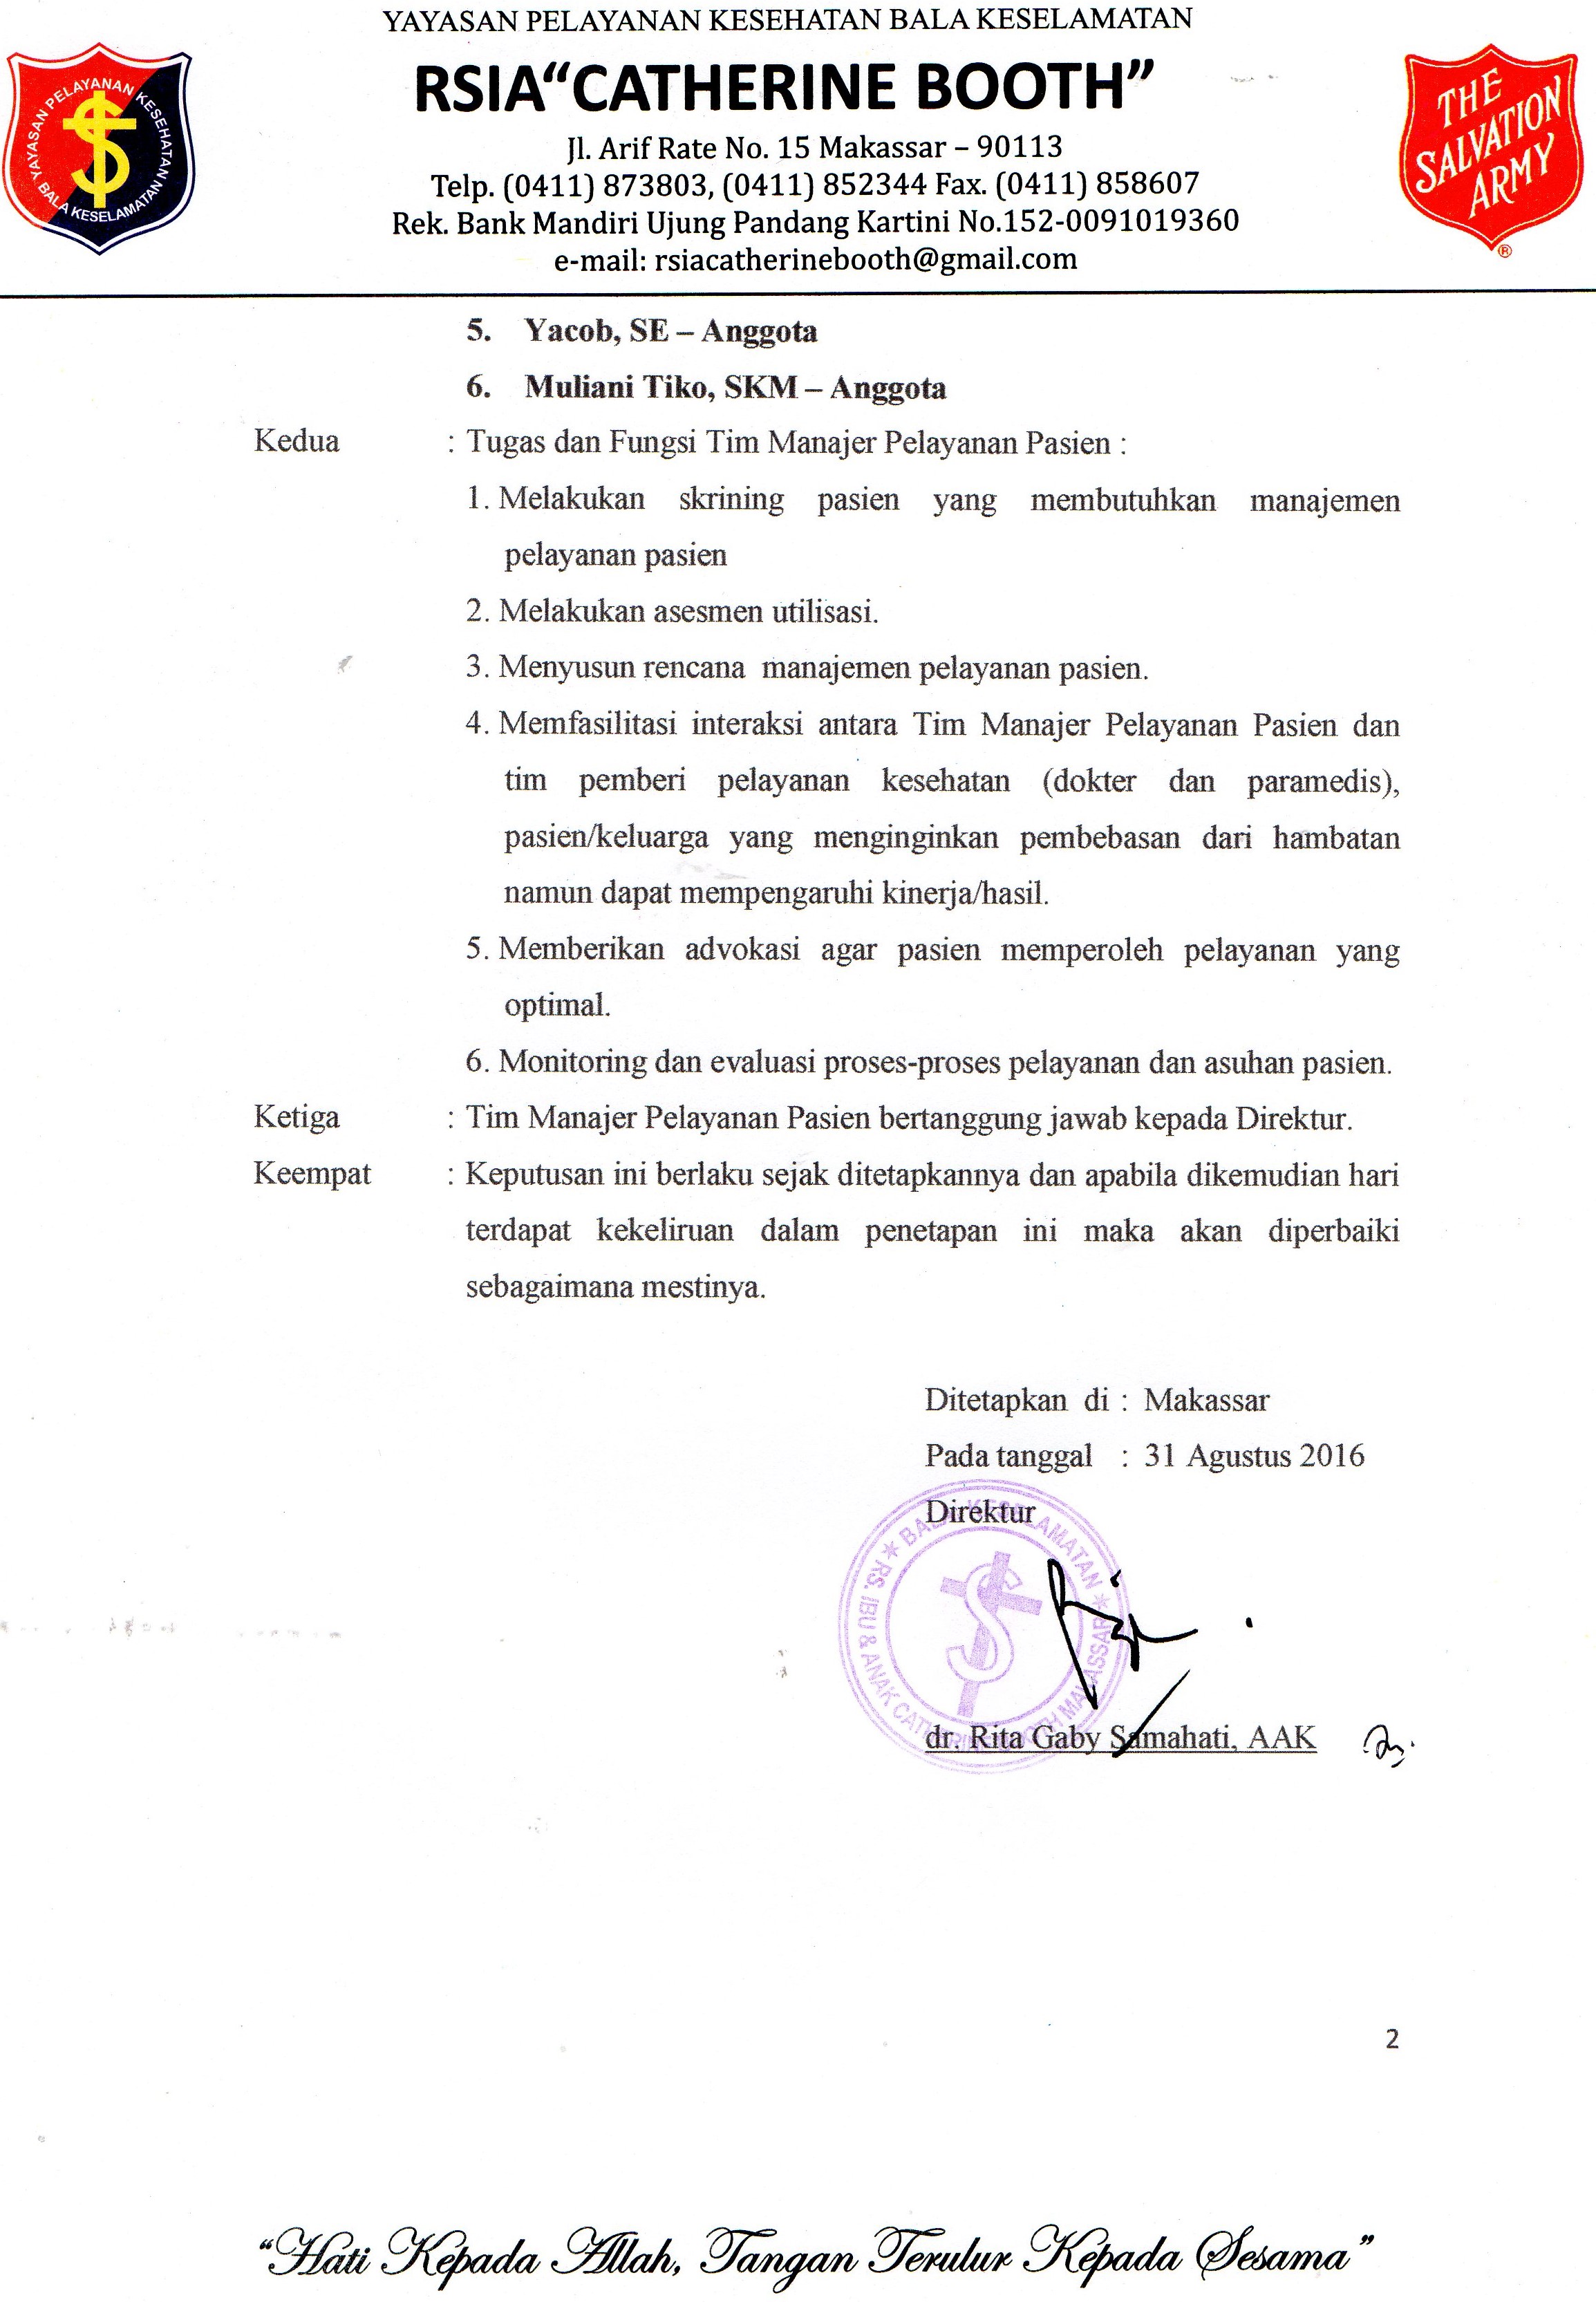 YAYASAN PELAYANAN KESEHATAN BALA KESELAMATAN
RSIA“CATHERINE BOOTH”
Jl. Arif Rate No. 15 Makassar – 90113
Telp. (0411) 873803, (0411) 852344 Fax. (0411) 858607
Rek. Bank Mandiri Ujung Pandang Kartini No.152-0091019360
e-mail: rsiacatherinebooth@gmail.com
YAYASAN PELAYANAN KESEHATAN
BALA KESELAMATAN
THE
SALVATION
ARMY
®
5. Yacob, SE – Anggota
6. Muliani Tiko, SKM – Anggota
Kedua : Tugas dan Fungsi Tim Manajer Pelayanan Pasien :
1. Melakukan skrining pasien yang membutuhkan manajemen
pelayanan pasien
2. Melakukan asesmen utilisasi.
3. Menyusun rencana manajemen pelayanan pasien.
4. Memfasilitasi interaksi antara Tim Manajer Pelayanan Pasien dan
tim pemberi pelayanan kesehatan (dokter dan paramedis),
pasien/keluarga yang menginginkan pembebasan dari hambatan
namun dapat mempengaruhi kinerja/hasil.
5. Memberikan advokasi agar pasien memperoleh pelayanan yang
optimal.
6. Monitoring dan evaluasi proses-proses pelayanan dan asuhan pasien.
Ketiga : Tim Manajer Pelayanan Pasien bertanggung jawab kepada Direktur.
Keempat : Keputusan ini berlaku sejak ditetapkannya dan apabila dikemudian hari
terdapat kekeliruan dalam penetapan ini maka akan diperbaiki
sebagaimana mestinya.
Ditetapkan di : Makassar
Pada tanggal : 31 Agustus 2016
Direktur
BALA KESELAMATAN
RS. IBU & ANAK CATHERINE BOOTH MAKASSAR
dr. Rita Gaby Samahati, AAK
2
“Hati Kepada Allah, Tangan Terulur Kepada Sesama”